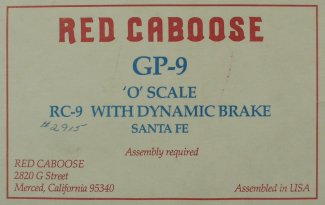 RED CABOOSE
GP-9
'O' SCALE
RC-9 WITH DYNAMIC BRAKE
#2915
SANTA FE
Assembly required
RED CABOOSE
2820 G Street
Merced, California 95340
Assembled in USA